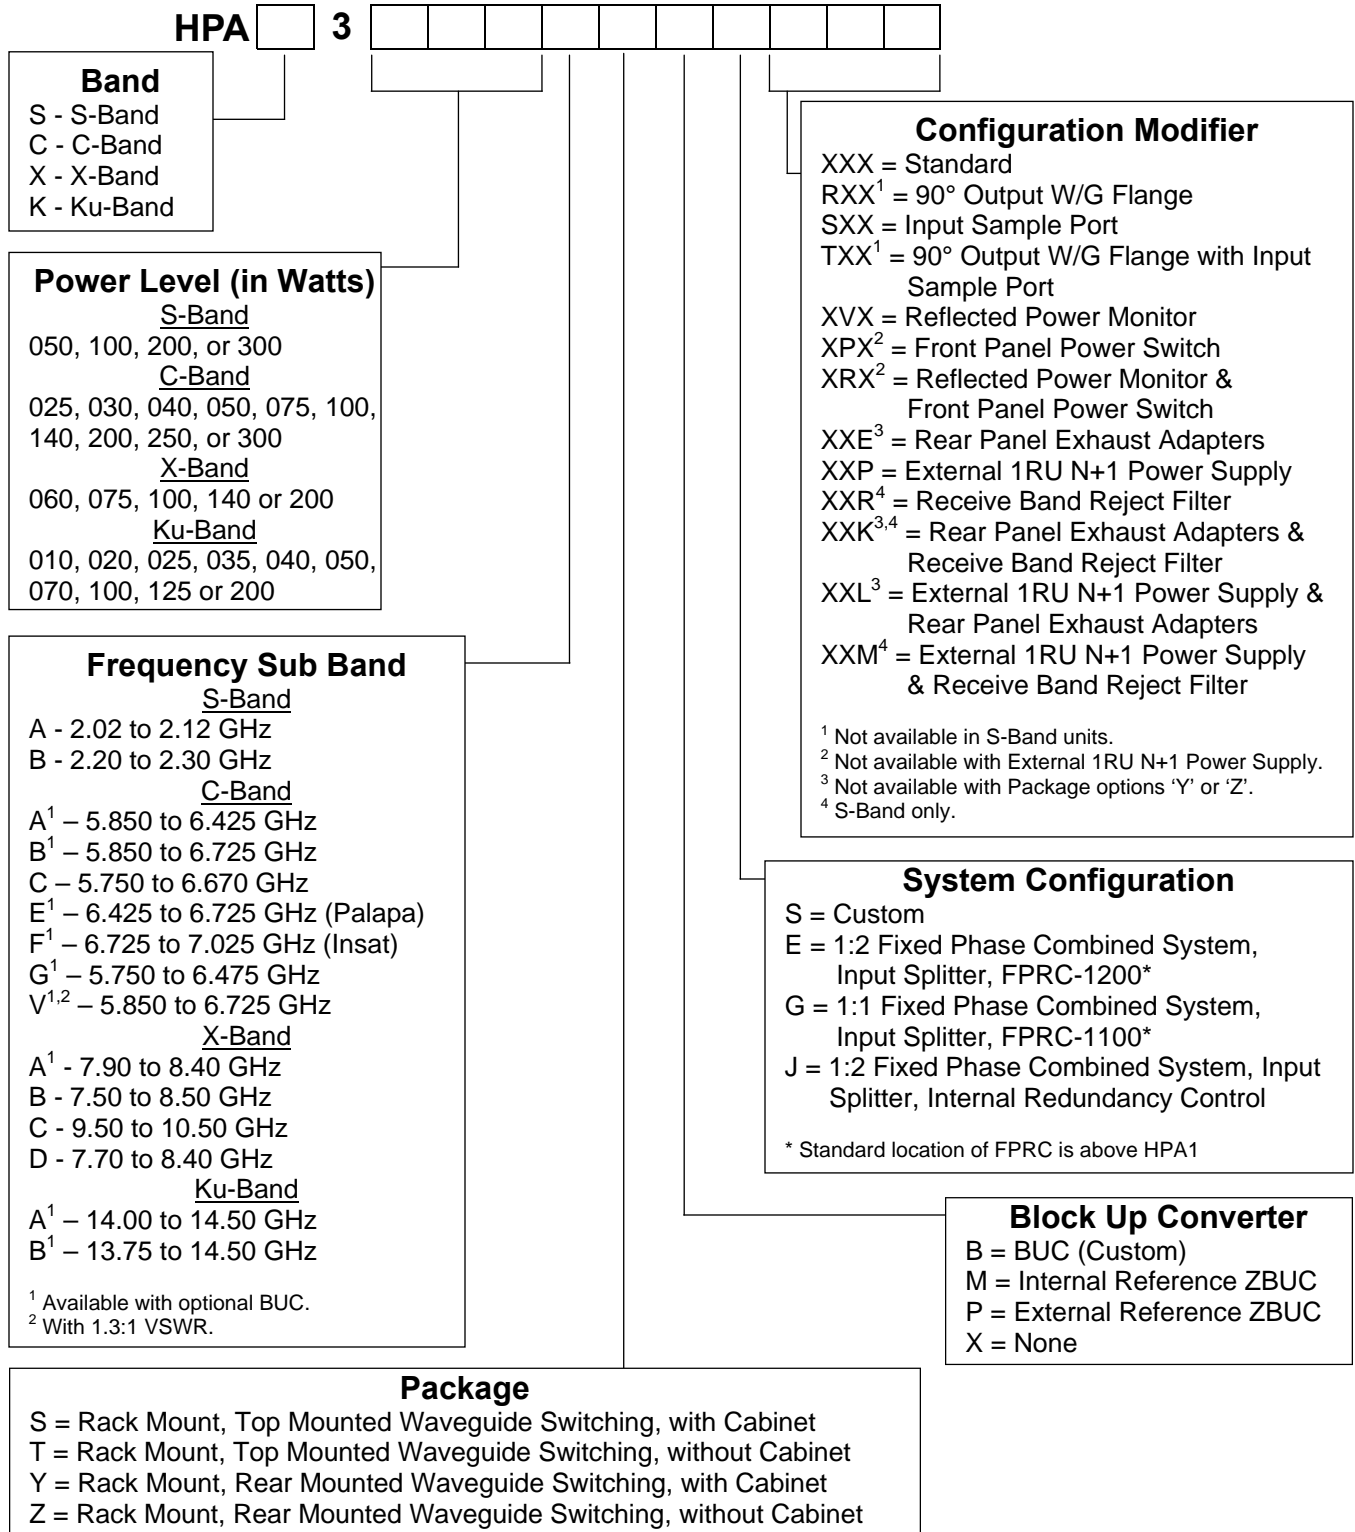 HPA 3
Band
S - S-Band
C - C-Band
X - X-Band
K - Ku-Band
Power Level (in Watts)
S-Band
050, 100, 200, or 300
C-Band
025, 030, 040, 050, 075, 100,
140, 200, 250, or 300
X-Band
060, 075, 100, 140 or 200
Ku-Band
010, 020, 025, 035, 040, 050,
070, 100, 125 or 200
Frequency Sub Band
S-Band
A - 2.02 to 2.12 GHz
B - 2.20 to 2.30 GHz
C-Band
A1 – 5.850 to 6.425 GHz
B1 – 5.850 to 6.725 GHz
C – 5.750 to 6.670 GHz
E1 – 6.425 to 6.725 GHz (Palapa)
F1 – 6.725 to 7.025 GHz (Insat)
G1 – 5.750 to 6.475 GHz
V1,2 – 5.850 to 6.725 GHz
X-Band
A1 - 7.90 to 8.40 GHz
B - 7.50 to 8.50 GHz
C - 9.50 to 10.50 GHz
D - 7.70 to 8.40 GHz
Ku-Band
A1 – 14.00 to 14.50 GHz
B1 – 13.75 to 14.50 GHz
1 Available with optional BUC.
2 With 1.3:1 VSWR.
Configuration Modifier
XXX = Standard
RXX1 = 90° Output W/G Flange
SXX = Input Sample Port
TXX1 = 90° Output W/G Flange with Input
Sample Port
XVX = Reflected Power Monitor
XPX2 = Front Panel Power Switch
XRX2 = Reflected Power Monitor &
Front Panel Power Switch
XXE3 = Rear Panel Exhaust Adapters
XXP = External 1RU N+1 Power Supply
XXR4 = Receive Band Reject Filter
XXK3,4 = Rear Panel Exhaust Adapters &
Receive Band Reject Filter
XXL3 = External 1RU N+1 Power Supply &
Rear Panel Exhaust Adapters
XXM4 = External 1RU N+1 Power Supply
& Receive Band Reject Filter
1 Not available in S-Band units.
2 Not available with External 1RU N+1 Power Supply.
3 Not available with Package options ‘Y’ or ‘Z’.
4 S-Band only.
System Configuration
S = Custom
E = 1:2 Fixed Phase Combined System,
Input Splitter, FPRC-1200*
G = 1:1 Fixed Phase Combined System,
Input Splitter, FPRC-1100*
J = 1:2 Fixed Phase Combined System, Input
Splitter, Internal Redundancy Control
* Standard location of FPRC is above HPA1
Block Up Converter
B = BUC (Custom)
M = Internal Reference ZBUC
P = External Reference ZBUC
X = None
Package
S = Rack Mount, Top Mounted Waveguide Switching, with Cabinet
T = Rack Mount, Top Mounted Waveguide Switching, without Cabinet
Y = Rack Mount, Rear Mounted Waveguide Switching, with Cabinet
Z = Rack Mount, Rear Mounted Waveguide Switching, without Cabinet